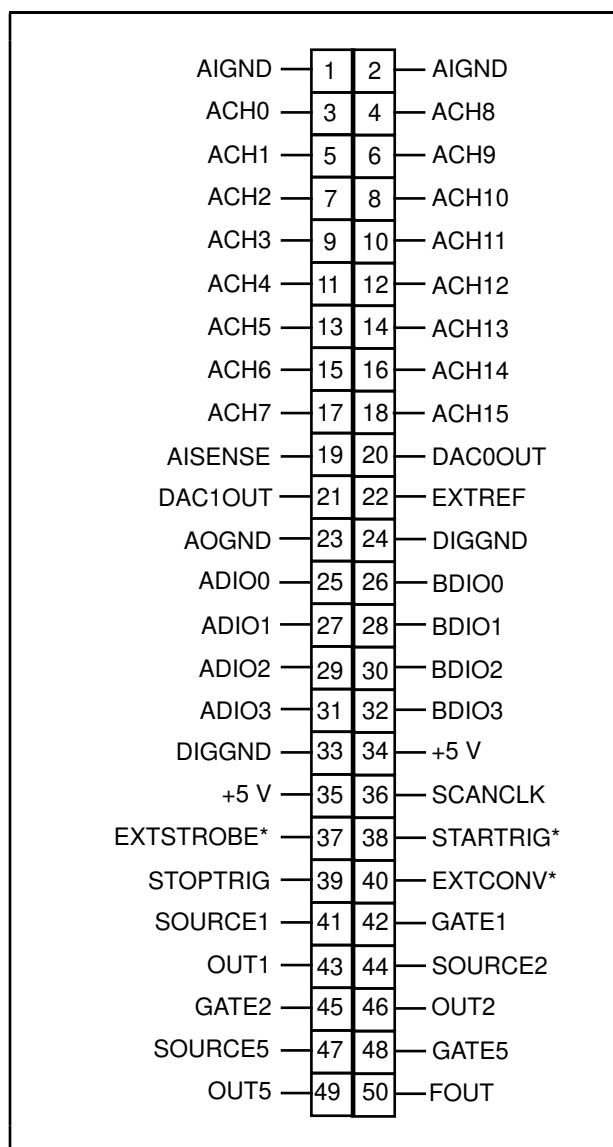 AIGND 1 2 AIGND
ACH0 3 4 ACH8
ACH1 5 6 ACH9
ACH2 7 8 ACH10
ACH3 9 10 ACH11
ACH4 11 12 ACH12
ACH5 13 14 ACH13
ACH6 15 16 ACH14
ACH7 17 18 ACH15
AISENSE 19 20 DAC0OUT
DAC1OUT 21 22 EXTREF
AOGND 23 24 DIGGND
ADIO0 25 26 BDIO0
ADIO1 27 28 BDIO1
ADIO2 29 30 BDIO2
ADIO3 31 32 BDIO3
DIGGND 33 34 +5 V
+5 V 35 36 SCANCLK
EXTSTROBE* 37 38 STARTRIG*
STOPTRIG 39 40 EXTCONV*
SOURCE1 41 42 GATE1
OUT1 43 44 SOURCE2
GATE2 45 46 OUT2
SOURCE5 47 48 GATE5
OUT5 49 50 FOUT